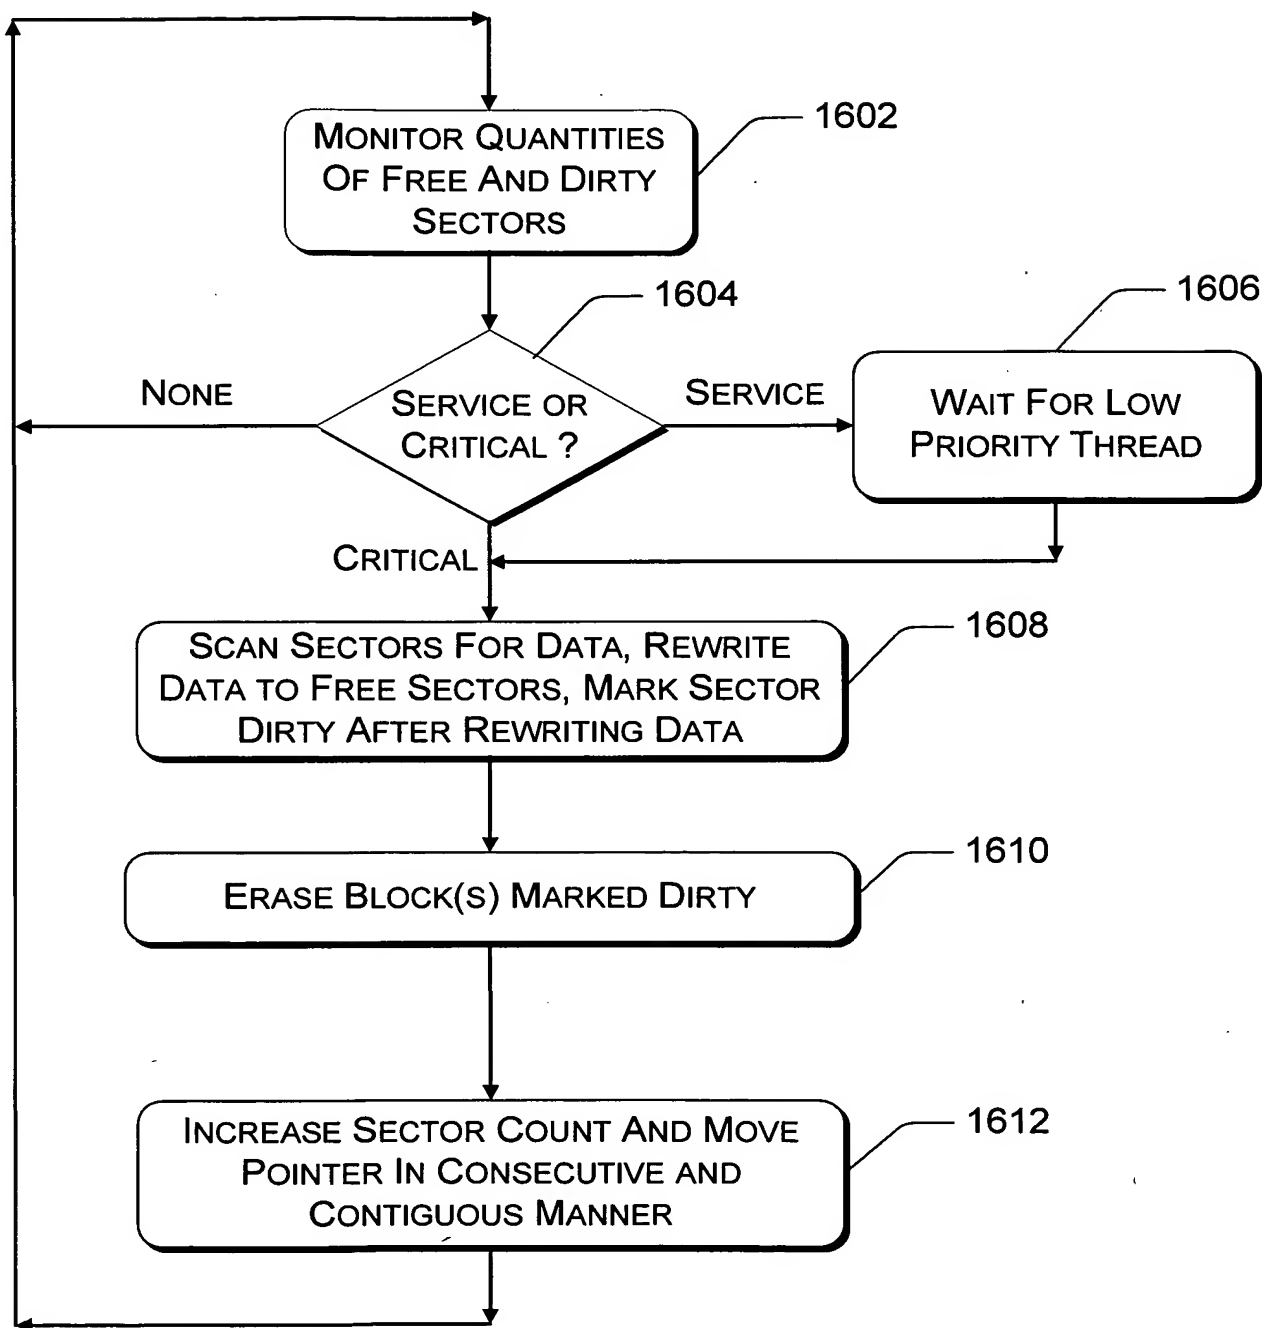 MONITOR QUANTITIES
OF FREE AND DIRTY
SECTORS
1602
1604
1606
NONE
SERVICE OR
CRITICAL ?
SERVICE
WAIT FOR LOW
PRIORITY THREAD
CRITICAL
SCAN SECTORS FOR DATA, REWRITE
DATA TO FREE SECTORS, MARK SECTOR
DIRTY AFTER REWRITING DATA
1608
ERASE BLOCK(S) MARKED DIRTY
1610
INCREASE SECTOR COUNT AND MOVE
POINTER IN CONSECUTIVE AND
CONTIGUOUS MANNER
1612